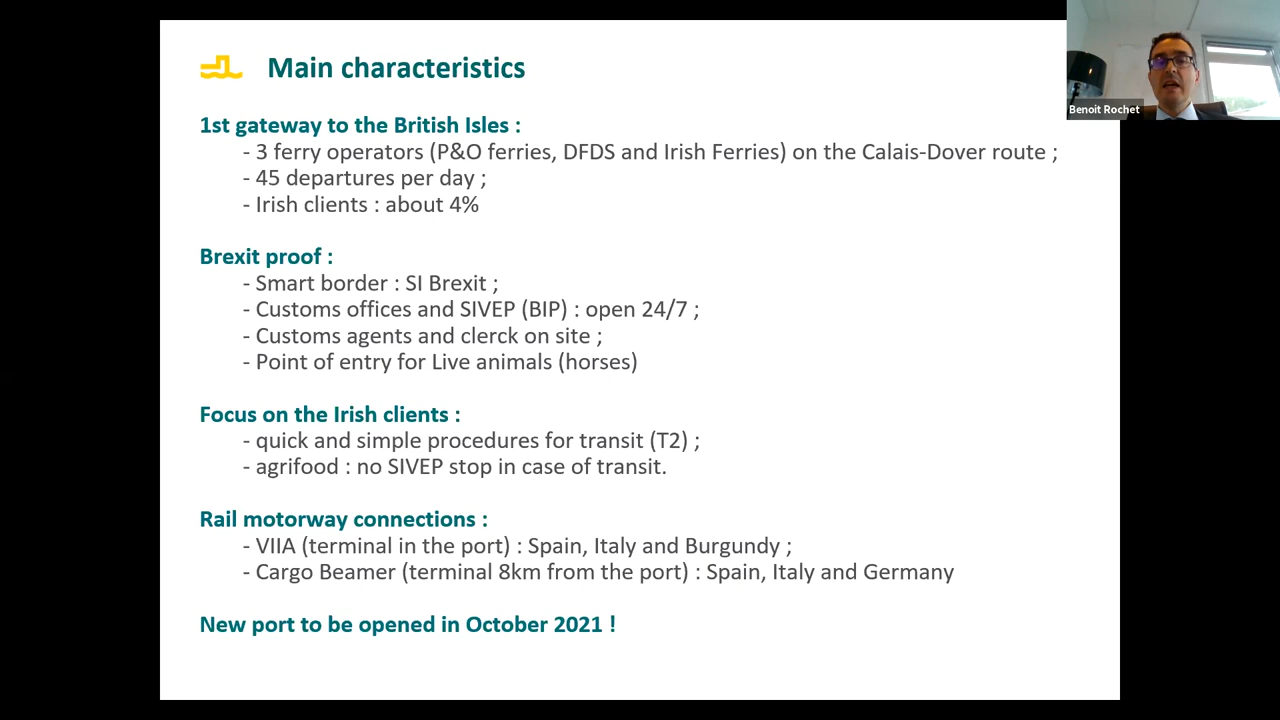 Main characteristics
Benoit Rochet
1st gateway to the British Isles :
- 3 ferry operators (P&O ferries, DFDS and Irish Ferries) on the Calais-Dover route ;
- 45 departures per day ;
- Irish clients : about 4%
Brexit proof :
- Smart border : SI Brexit ;
- Customs offices and SIVEP (BIP) : open 24/7 ;
- Customs agents and clerck on site ;
- Point of entry for Live animals (horses)
Focus on the Irish clients :
- quick and simple procedures for transit (T2) ;
- agrifood : no SIVEP stop in case of transit.
Rail motorway connections :
- VIIA (terminal in the port) : Spain, Italy and Burgundy ;
- Cargo Beamer (terminal 8km from the port) : Spain, Italy and Germany
New port to be opened in October 2021 !